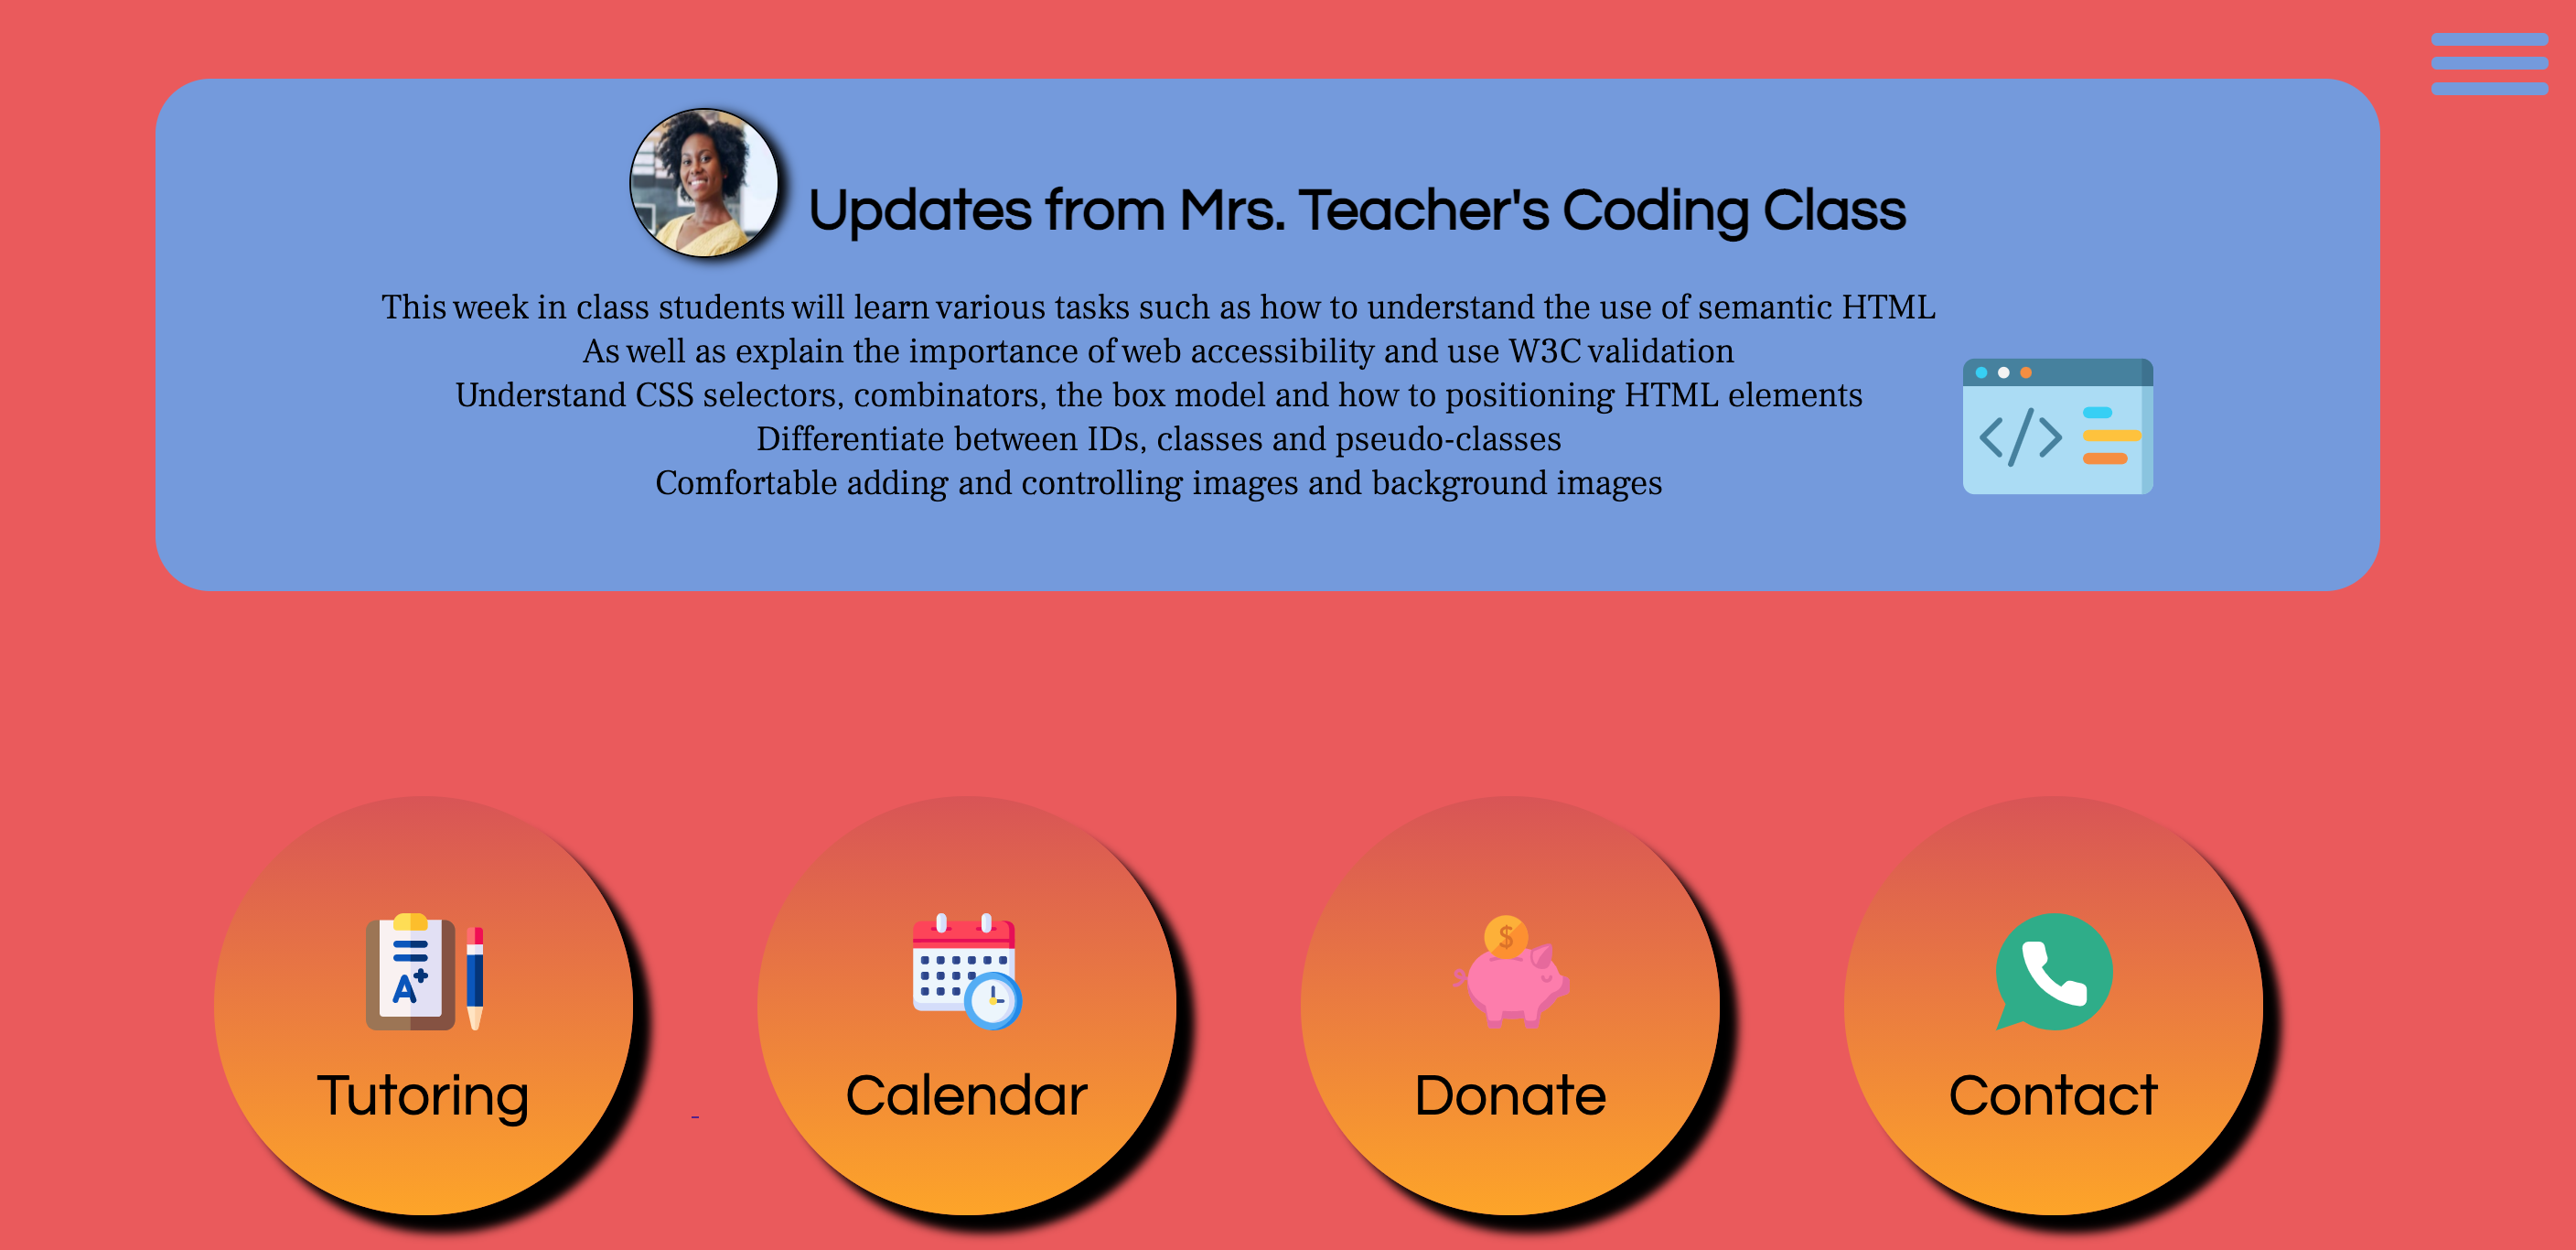 Updates from Mrs. Teacher's Coding Class
This week in class students will learn various tasks such as how to understand the use of semantic HTML
As well as explain the importance of web accessibility and use W3C validation
Understand CSS selectors, combinators, the box model and how to positioning HTML elements
Differentiate between IDs, classes and pseudo-classes
Comfortable adding and controlling images and background images
</>
A+
$
Tutoring
Calendar
Donate
Contact